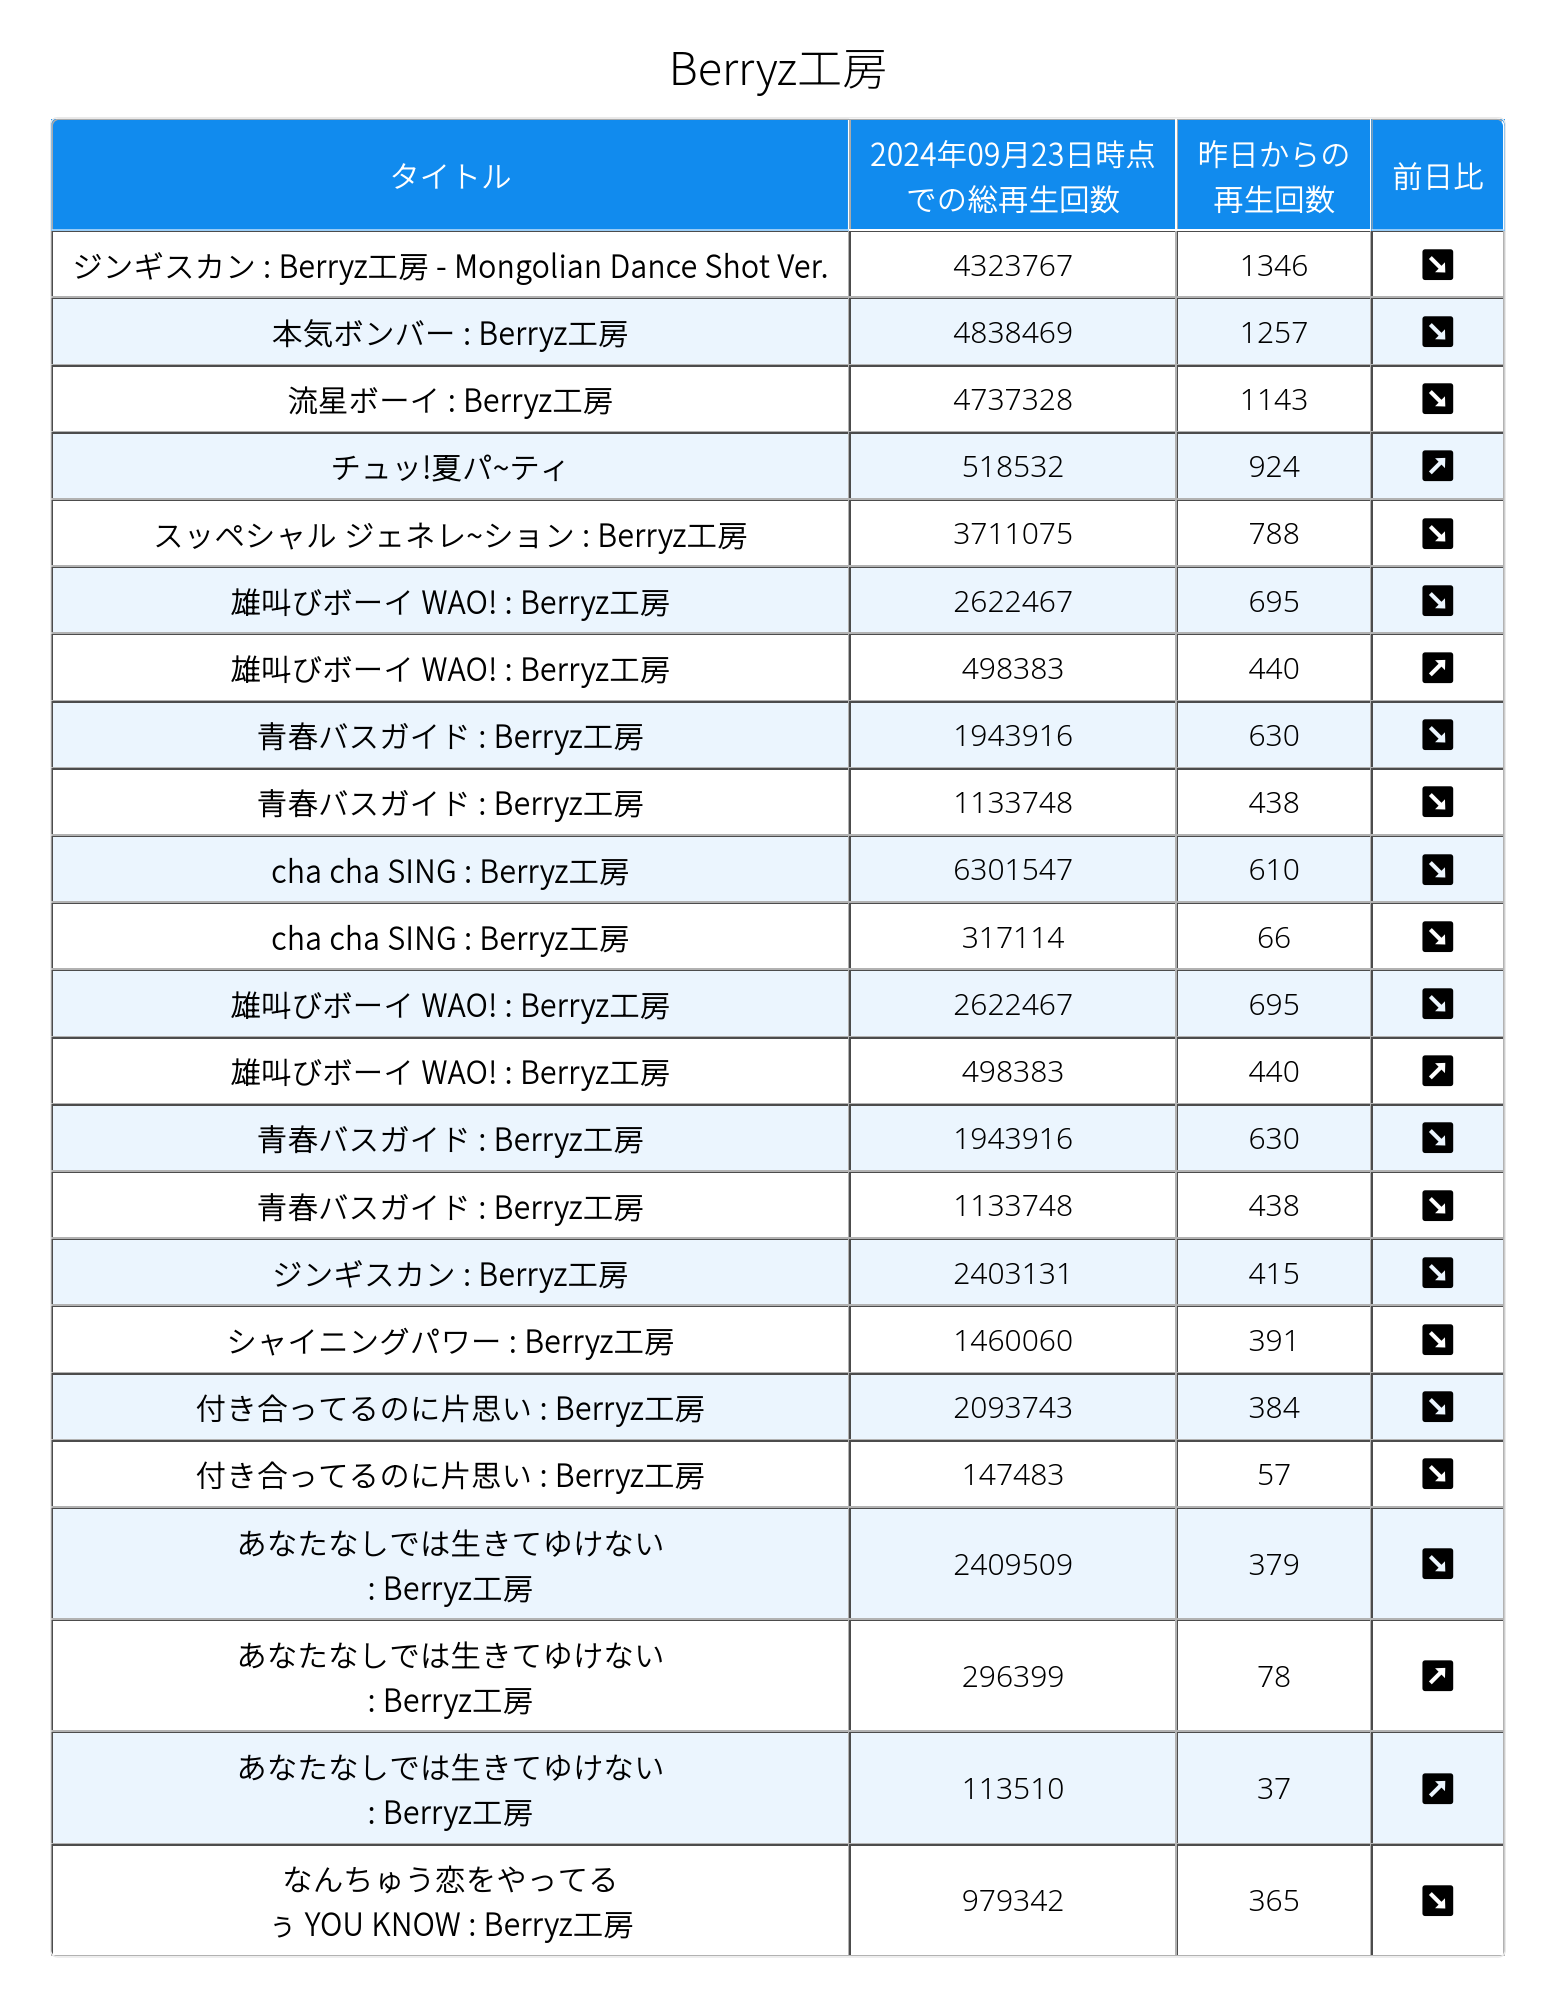 Berryz工房
タイトル 2024年09月23日時点 昨日からの 前日比
での総再生回数 再生回数
ジンギスカン : Berryz工房 - Mongolian Dance Shot Ver. 4323767 1346
本気ボンバー : Berryz工房 4838469 1257
流星ボーイ : Berryz工房 4737328 1143
チュッ!夏パ~ティ 518532 924
スッペシャル ジェネレ~ション : Berryz工房 3711075 788
雄叫びボーイ WAO! : Berryz工房 2622467 695
雄叫びボーイ WAO! : Berryz工房 498383 440
青春バスガイド : Berryz工房 1943916 630
青春バスガイド : Berryz工房 1133748 438
cha cha SING : Berryz工房 6301547 610
cha cha SING : Berryz工房 317114 66
雄叫びボーイ WAO! : Berryz工房 2622467 695
雄叫びボーイ WAO! : Berryz工房 498383 440
青春バスガイド : Berryz工房 1943916 630
青春バスガイド : Berryz工房 1133748 438
ジンギスカン : Berryz工房 2403131 415
シャイニングパワー : Berryz工房 1460060 391
付き合ってるのに片思い : Berryz工房 2093743 384
付き合ってるのに片思い : Berryz工房 147483 57
あなたなしでは生きてゆけない
: Berryz工房 2409509 379
あなたなしでは生きてゆけない
: Berryz工房 296399 78
あなたなしでは生きてゆけない
: Berryz工房 113510 37
なんちゅう恋をやってる
ぅ YOU KNOW : Berryz工房 979342 365